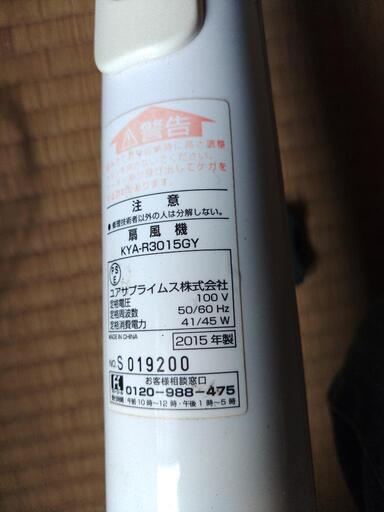 警告
注意
●修理技術者以外の人は分解しない。
扇風機
KYA-R3015GY
PS
E
ユアサプライムス株式会社
定格電圧 100 V
定格周波数 50/60 Hz
定格消費電力 41/45 W
MADE IN CHINA
2015年製
NO. S 019200
お客様相談窓口
0120-988-475
午前10時〜12時・午後1時〜5時